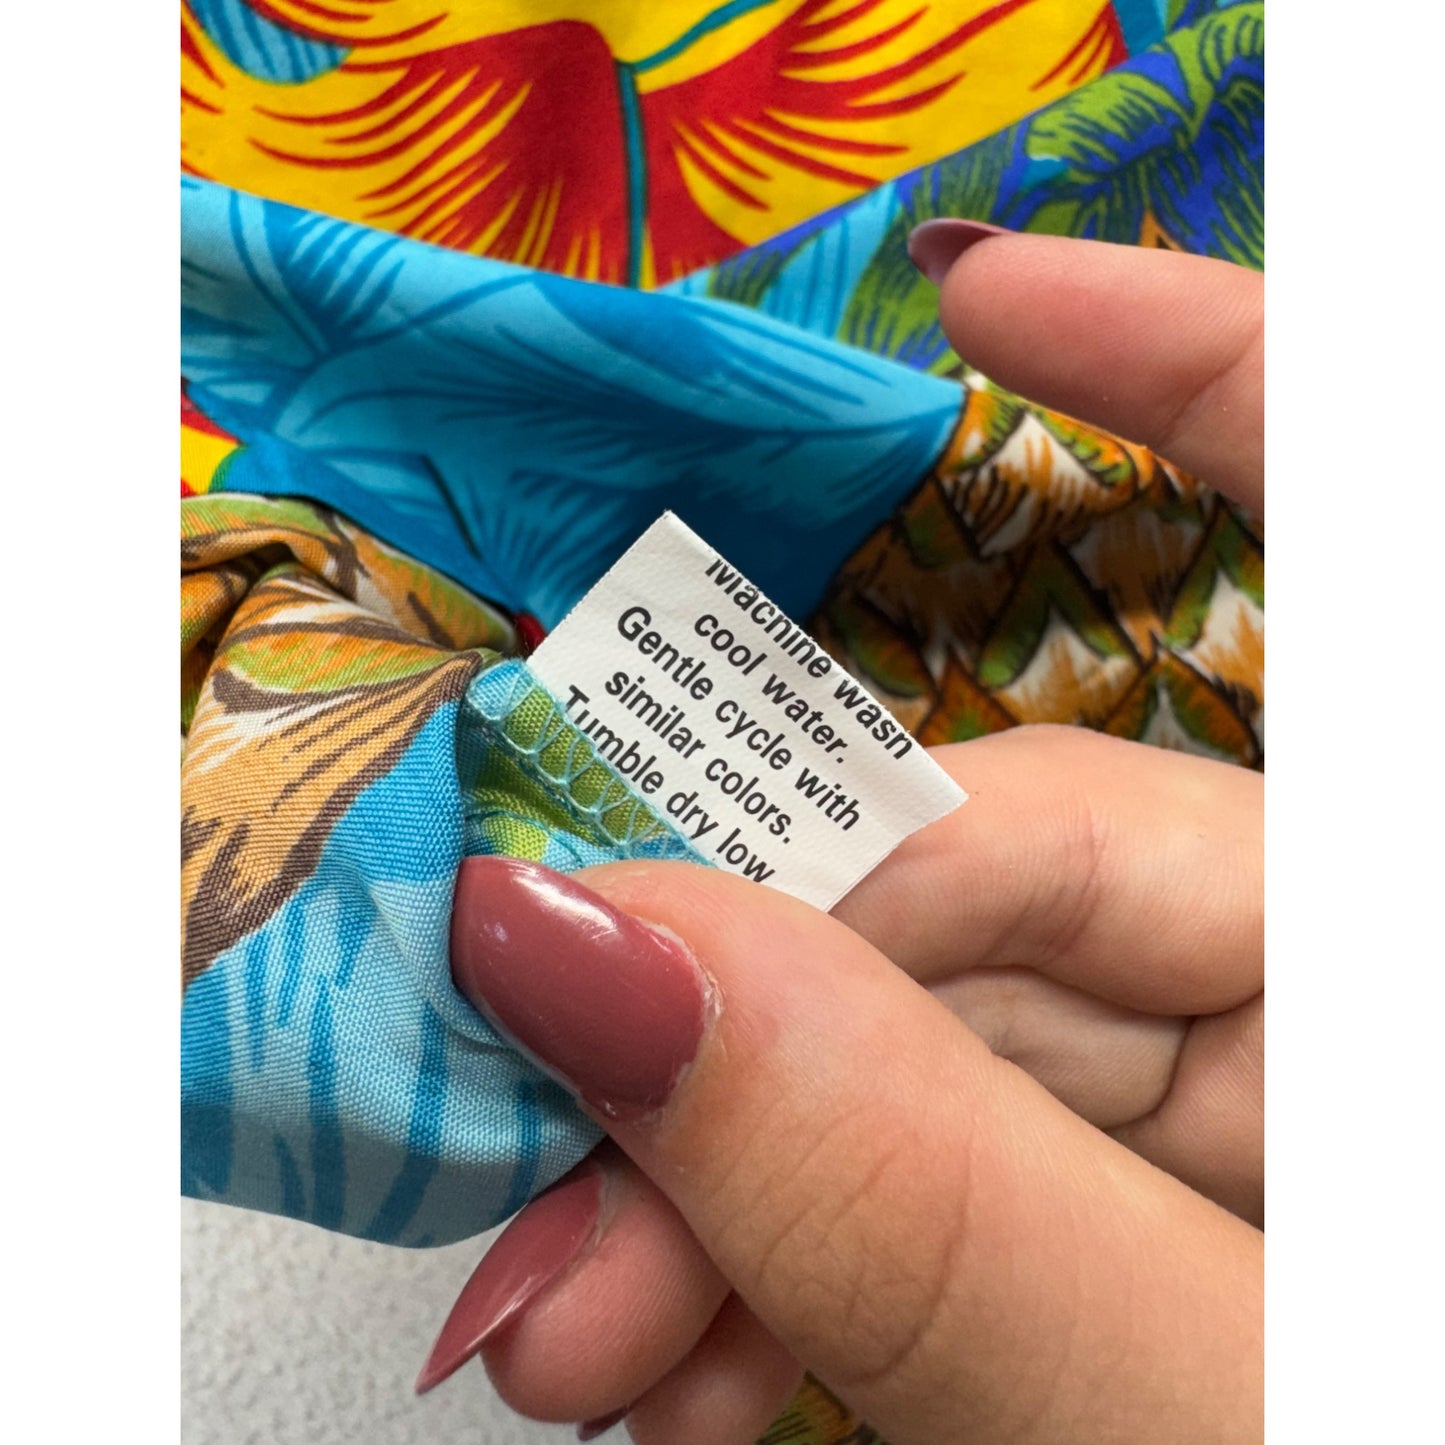 Machine wash
cool water.
Gentle cycle with
similar colors.
Tumble dry low